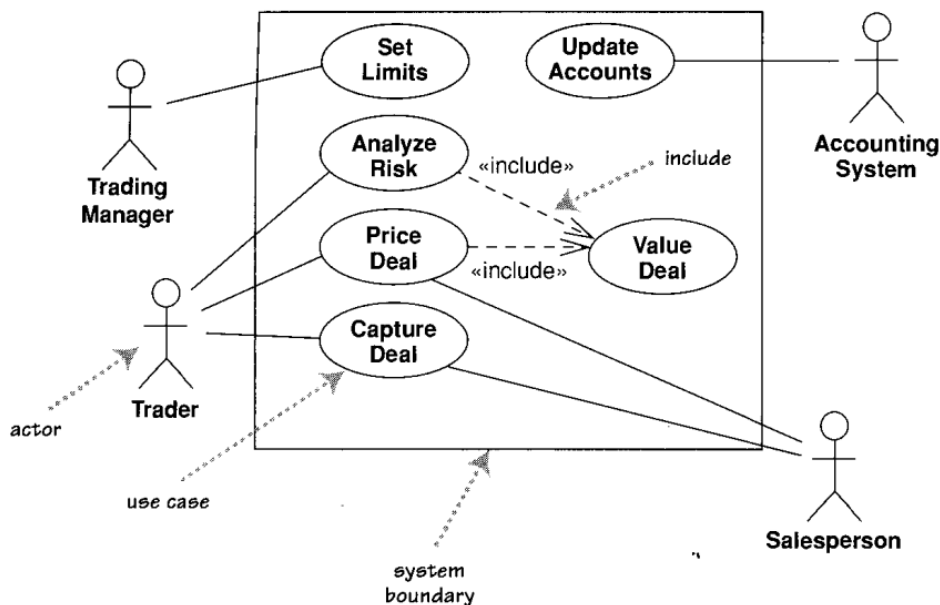 Set
Limits
Update
Accounts
Trading
Manager
Analyze
Risk
«include»
include
Accounting
System
Price
Deal
«include»
Value
Deal
Capture
Deal
Trader
actor
use case
system
boundary
Salesperson